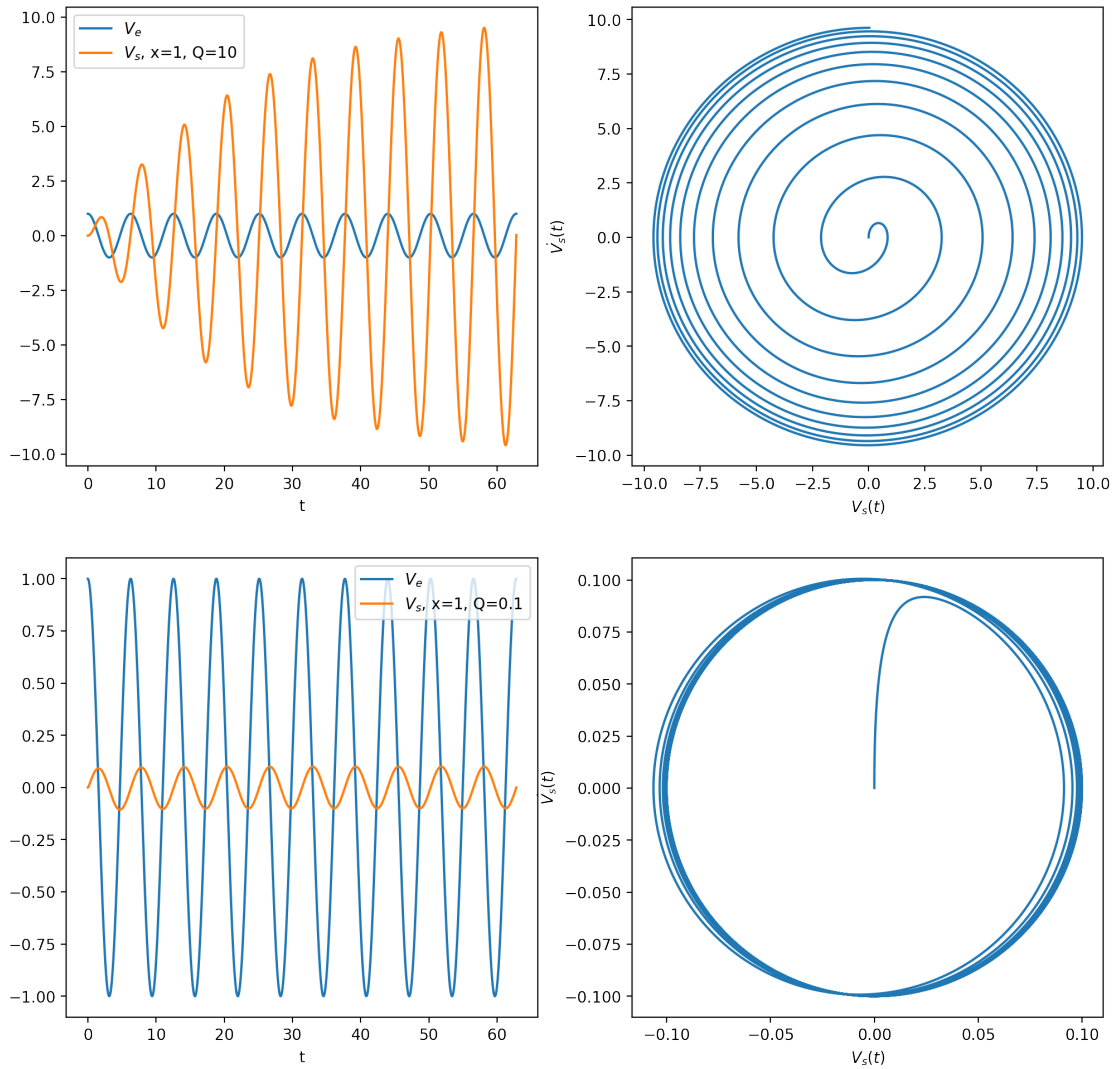 10.0
7.5
5.0
2.5
0.0
−2.5
−5.0
−7.5
−10.0
V_e
V_s, x=1, Q=10
0 10 20 30 40 50 60
t
10.0
7.5
5.0
2.5
0.0
−2.5
−5.0
−7.5
−10.0
V̇_s(t)
−10.0 −7.5 −5.0 −2.5 0.0 2.5 5.0 7.5 10.0
V_s(t)
1.00
0.75
0.50
0.25
0.00
−0.25
−0.50
−0.75
−1.00
V_e
V_s, x=1, Q=0.1
0 10 20 30 40 50 60
t
0.100
0.075
0.050
0.025
0.000
−0.025
−0.050
−0.075
−0.100
V̇_s(t)
−0.10 −0.05 0.00 0.05 0.10
V_s(t)